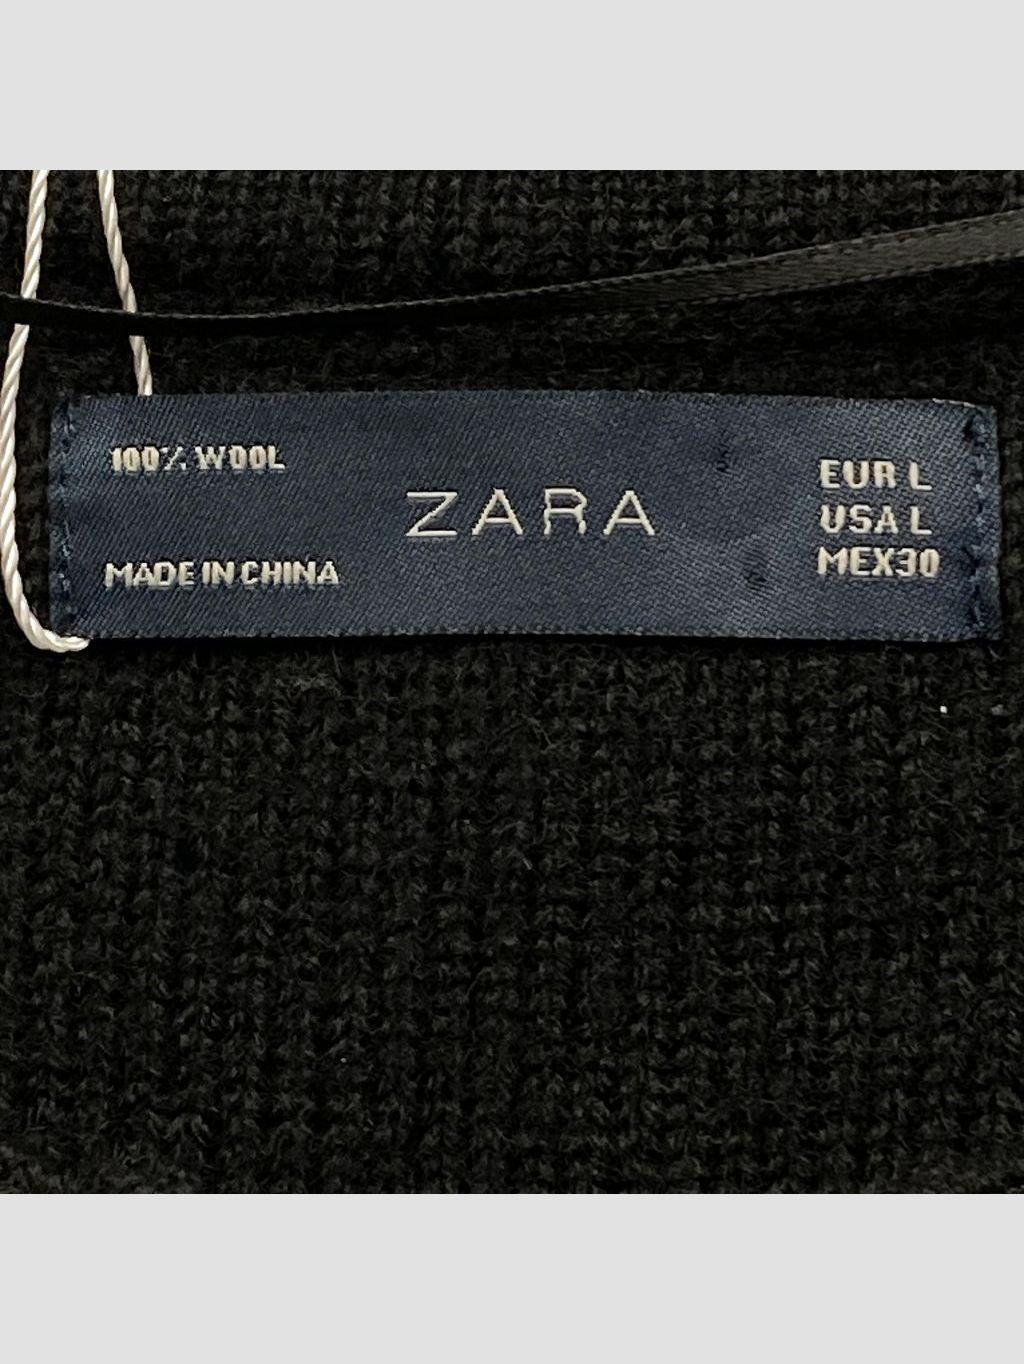 100% WOOL
MADE IN CHINA
ZARA
EUR L
USA L
MEX30